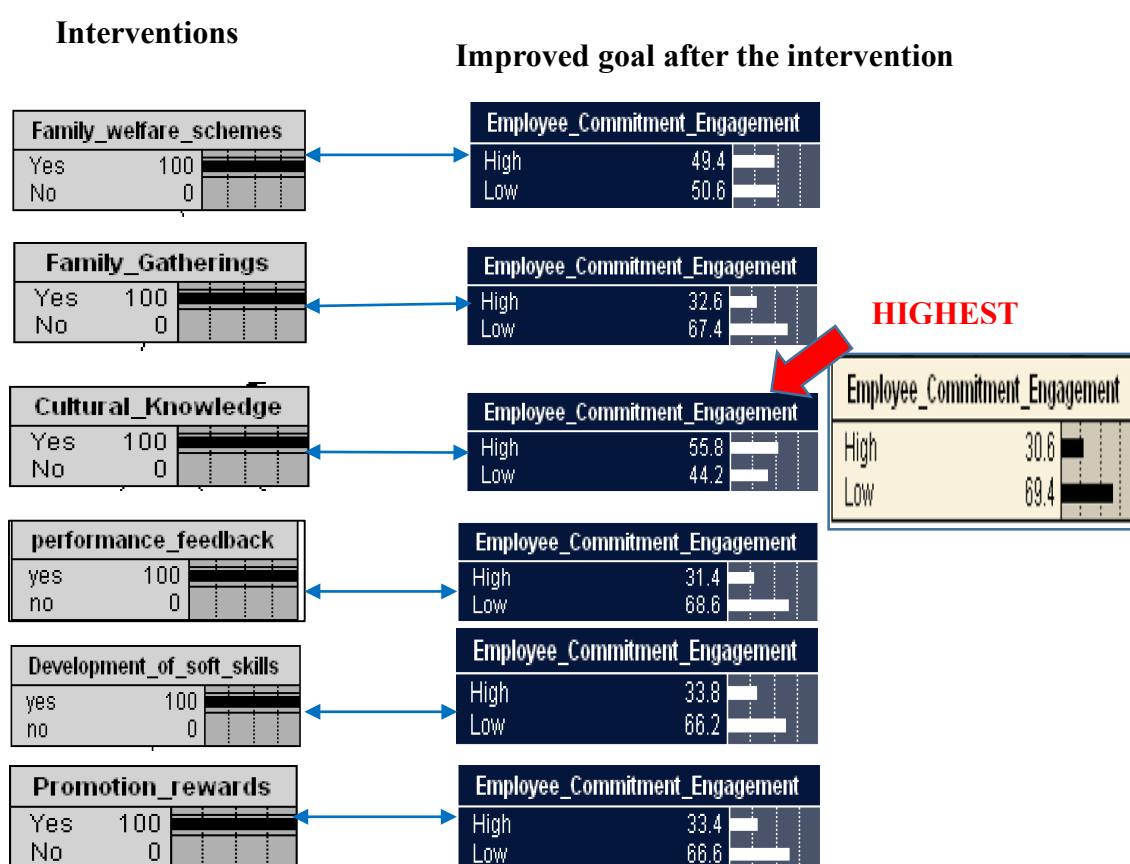 Interventions
Improved goal after the intervention
Family_welfare_schemes
Yes 100
No 0
Employee_Commitment_Engagement
High 49.4
Low 50.6
Family_Gatherings
Yes 100
No 0
Employee_Commitment_Engagement
High 32.6
Low 67.4
HIGHEST
Cultural_Knowledge
Yes 100
No 0
Employee_Commitment_Engagement
High 55.8
Low 44.2
Employee_Commitment_Engagement
High 30.6
Low 69.4
performance_feedback
yes 100
no 0
Employee_Commitment_Engagement
High 31.4
Low 68.6
Development_of_soft_skills
yes 100
no 0
Employee_Commitment_Engagement
High 33.8
Low 66.2
Promotion_rewards
Yes 100
No 0
Employee_Commitment_Engagement
High 33.4
Low 66.6